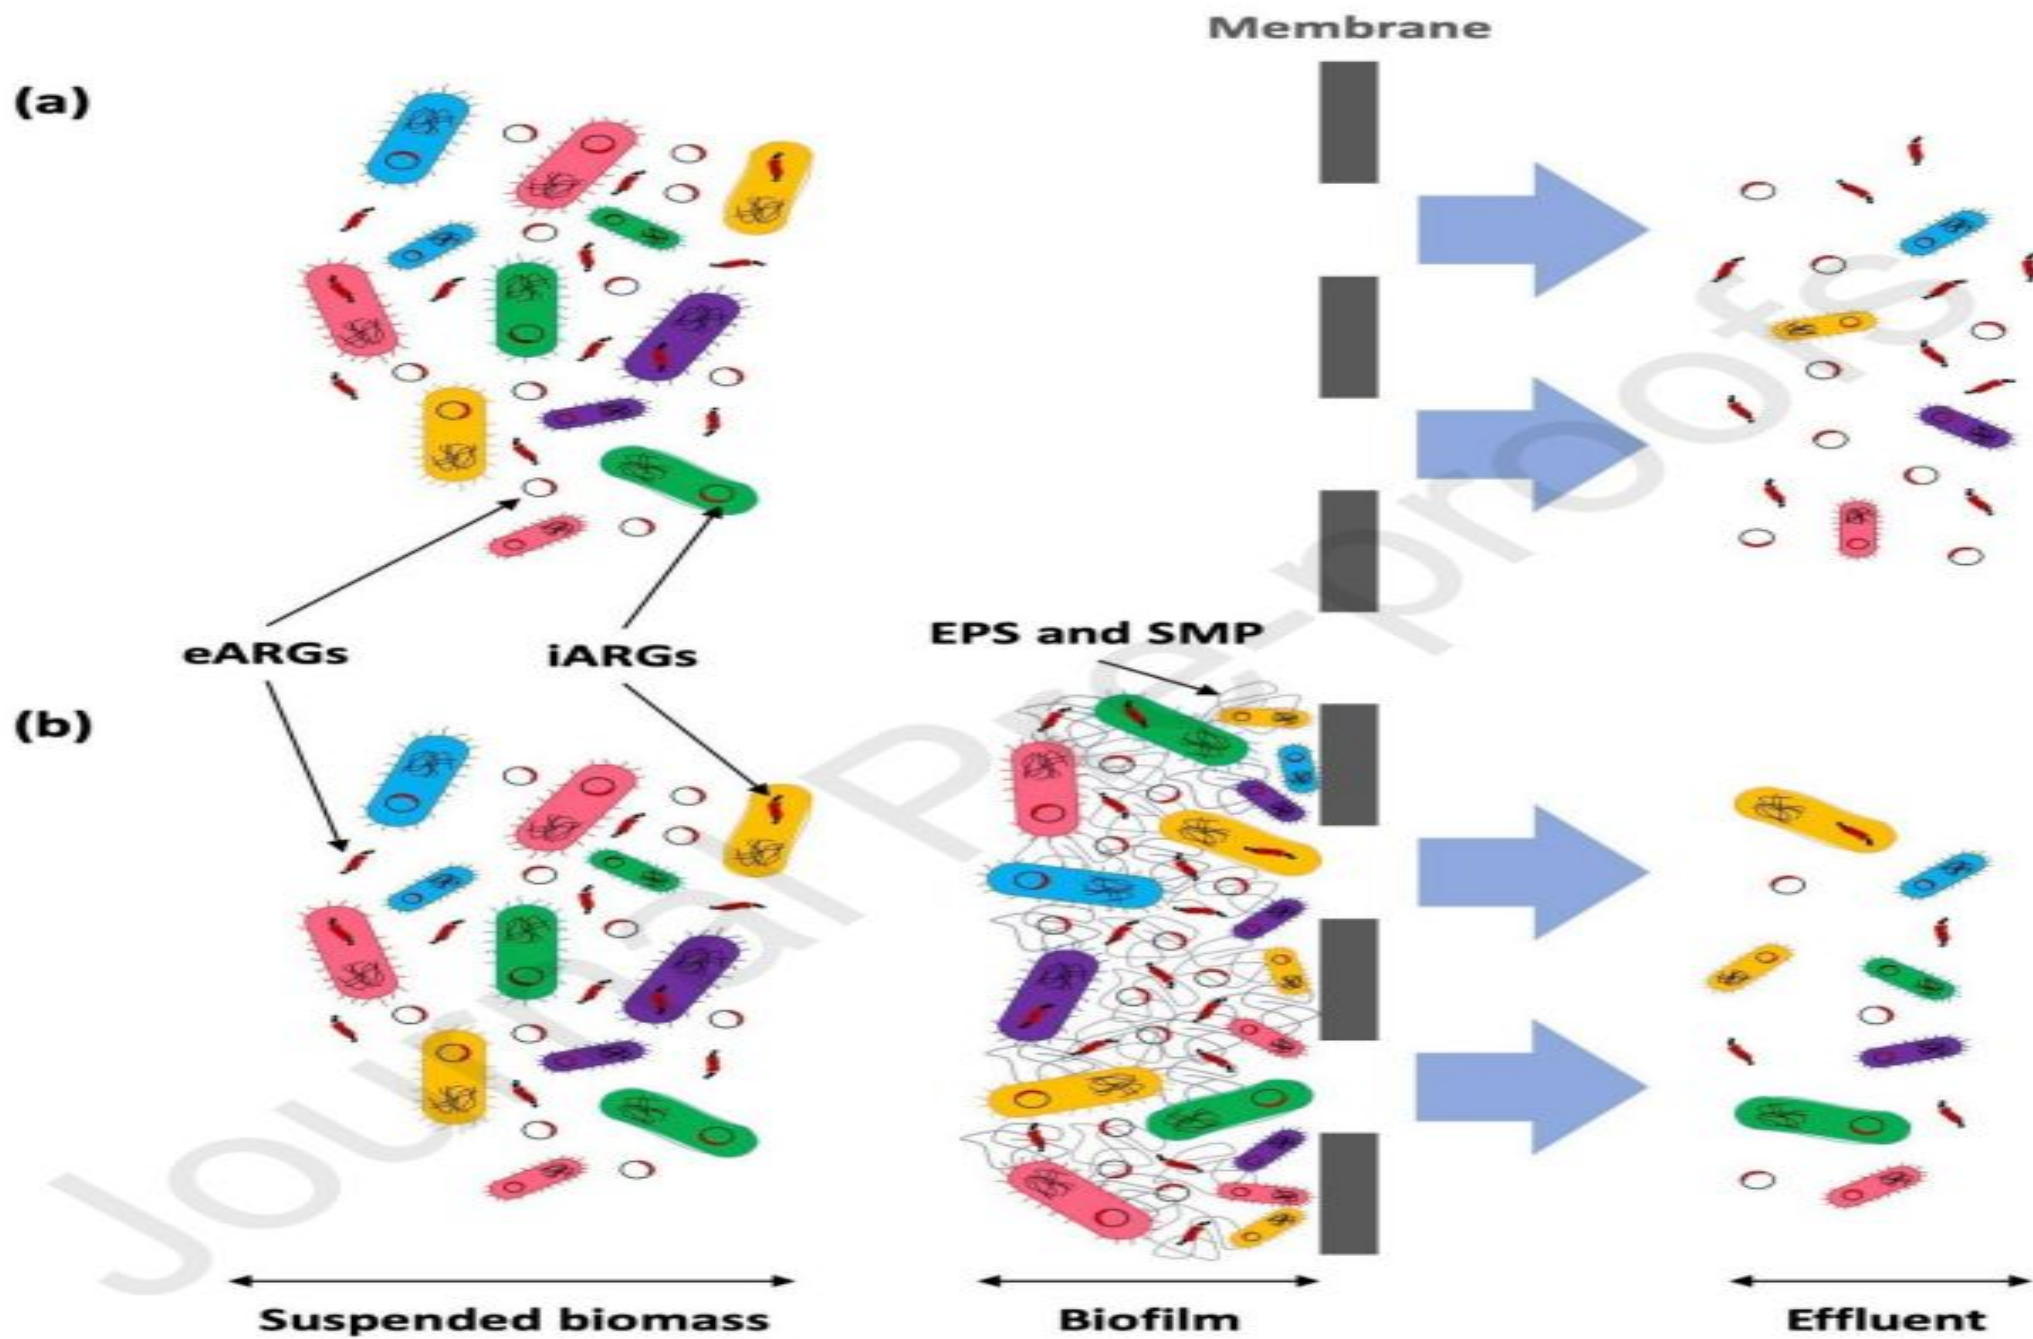 Membrane
(a)
eARGs
iARGs
EPS and SMP
(b)
Suspended biomass
Biofilm
Effluent
Journal Pre-proofs